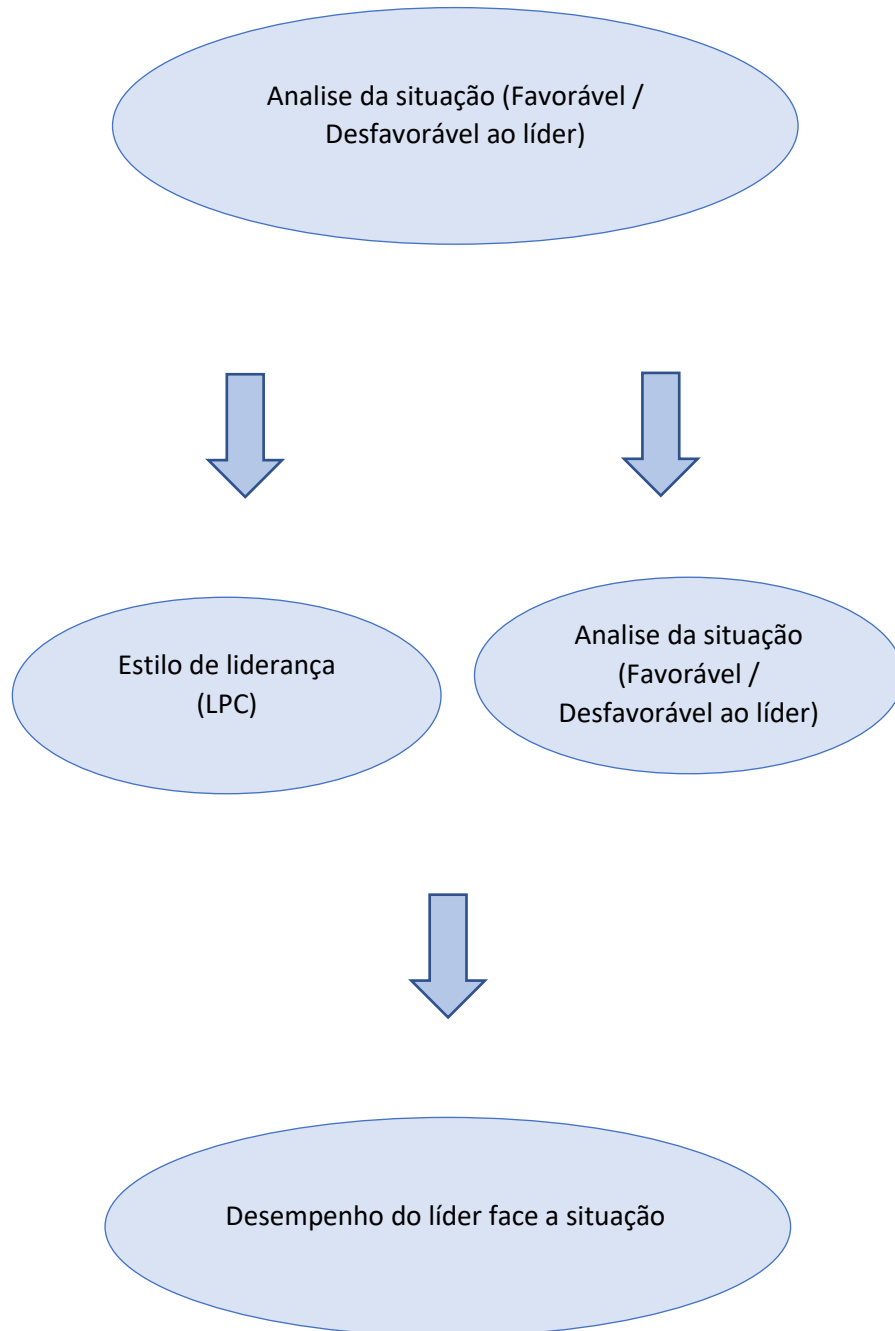 Analise da situação (Favorável /
Desfavorável ao líder)
Estilo de liderança
(LPC)
Analise da situação
(Favorável /
Desfavorável ao líder)
Desempenho do líder face a situação